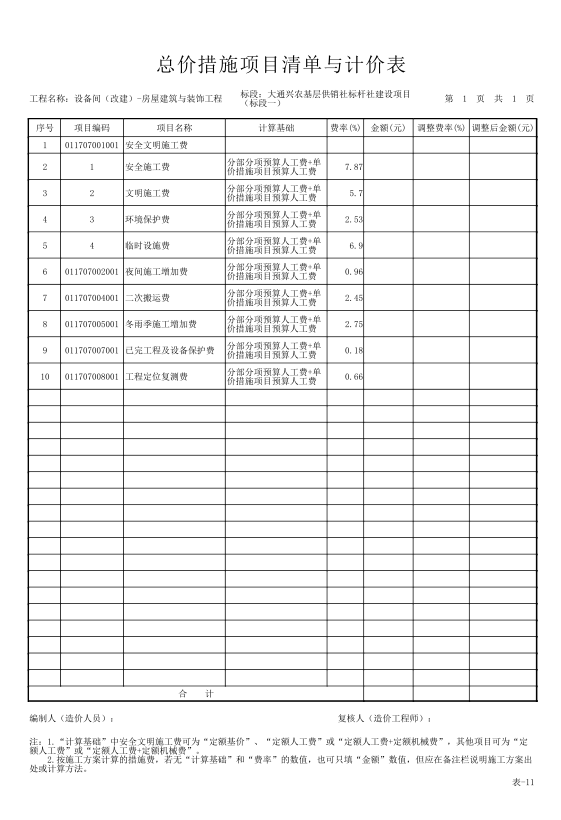 总价措施项目清单与计价表
工程名称：设备间（改建）-房屋建筑与装饰工程
标段：大通兴农基层供销社标杆社建设项目
（标段一）
第 1 页 共 1 页
序号 项目编码 项目名称 计算基础 费率(%) 金额(元) 调整费率(%) 调整后金额(元)
1 011707001001 安全文明施工费
2 1 安全施工费 分部分项预算人工费+单
价措施项目预算人工费 7.87
3 2 文明施工费 分部分项预算人工费+单
价措施项目预算人工费 5.7
4 3 环境保护费 分部分项预算人工费+单
价措施项目预算人工费 2.53
5 4 临时设施费 分部分项预算人工费+单
价措施项目预算人工费 6.9
6 011707002001 夜间施工增加费 分部分项预算人工费+单
价措施项目预算人工费 0.96
7 011707004001 二次搬运费 分部分项预算人工费+单
价措施项目预算人工费 2.45
8 011707005001 冬雨季施工增加费 分部分项预算人工费+单
价措施项目预算人工费 2.75
9 011707007001 已完工程及设备保护费 分部分项预算人工费+单
价措施项目预算人工费 0.18
10 011707008001 工程定位复测费 分部分项预算人工费+单
价措施项目预算人工费 0.66
合 计
编制人（造价人员）： 复核人（造价工程师）：
注：1.“计算基础”中安全文明施工费可为“定额基价”、“定额人工费”或“定额人工费+定额机械费”，其他项目可为“定
额人工费”或“定额人工费+定额机械费”。
2.按施工方案计算的措施费，若无“计算基础”和“费率”的数值，也可只填“金额”数值，但应在备注栏说明施工方案出
处或计算方法。
表-11